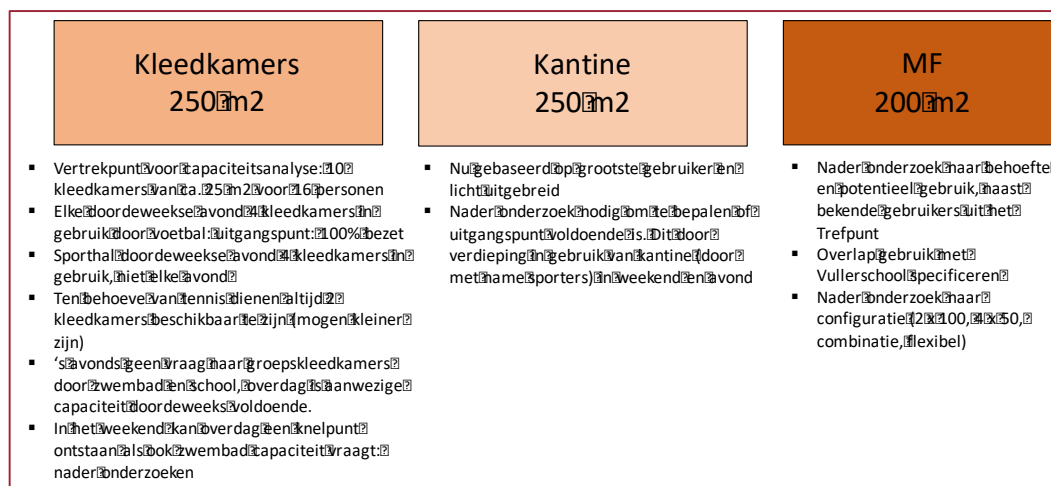 Kleedkamers
250 m2
▪ Vertrekpunt voor capaciteitsanalyse: 10
kleedkamers van ca. 25 m2 voor 16 personen
▪ Elke doordeweekse avond 4 kleedkamers in
gebruik door voetbal: uitgangspunt: 100% bezet
▪ Sporthal doordeweekse avond 4 kleedkamers in
gebruik, niet elke avond
▪ Ten behoeve van tennis dienen altijd 2
kleedkamers beschikbaar te zijn (mogen kleiner
zijn)
▪ ‘s avonds geen vraag naar groepskleedkamers
door zwembad en school, overdag is aanwezige
capaciteit doordeweeks voldoende.
▪ In het weekend kan overdag een knelpunt
ontstaan als ook zwembad capaciteit vraagt:
nader onderzoeken
Kantine
250 m2
▪ Nu gebaseerd op grootste gebruiker en
licht uitgebreid
▪ Nader onderzoek nodig om te bepalen of
uitgangspunt voldoende is. Dit door
verdieping in gebruik van kantine (door
met name sporters) in weekend en avond
MF
200 m2
▪ Nader onderzoek naar behoefte
en potentieel gebruik, naast
bekende gebruikers uit het
Trefpunt
▪ Overlap gebruik met
Vullerschool specificeren
▪ Nader onderzoek naar
configuratie (2 x 100, 4 x 50,
combinatie, flexibel)